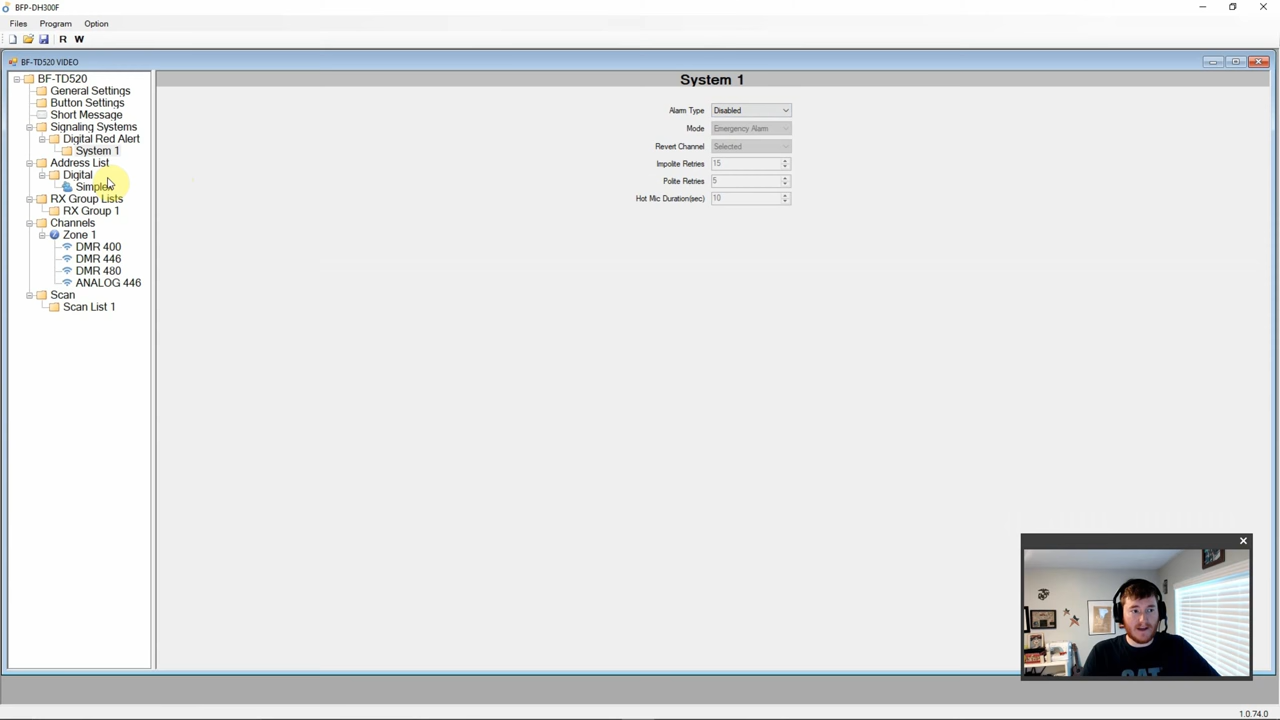 BFP-DH300F
Files Program Option
R W
BF-TD520 VIDEO
BF-TD520
General Settings
Button Settings
Short Message
Signaling Systems
Digital Red Alert
System 1
Address List
Digital
Simplex
RX Group Lists
RX Group 1
Channels
Zone 1
DMR 400
DMR 446
DMR 480
ANALOG 446
Scan
Scan List 1
System 1
Alarm Type Disabled
Mode Emergency Alarm
Revert Channel Selected
Impolite Retries 15
Polite Retries 5
Hot Mic Duration(sec) 10
CAT
1.0.74.0